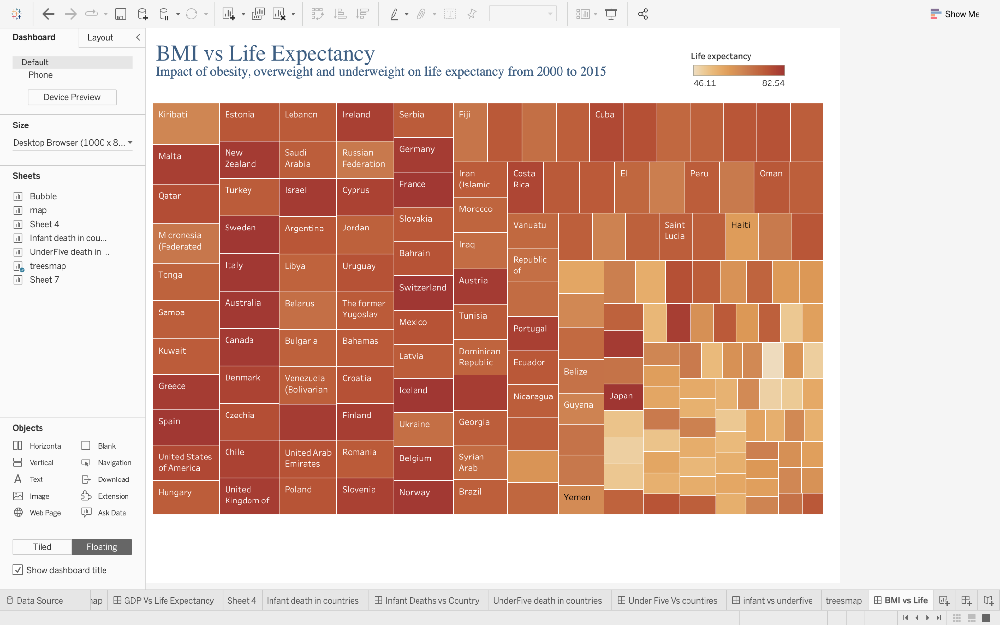 Show Me
Dashboard
Layout
Default
Phone
Device Preview
Size
Desktop Browser (1000 x 8...
Sheets
Bubble
map
Sheet 4
Infant death in cou...
UnderFive death in ...
treesmap
Sheet 7
Objects
Horizontal
Blank
Vertical
Navigation
Text
Download
Image
Extension
Web Page
Ask Data
Tiled
Floating
Show dashboard title
BMI vs Life Expectancy
Impact of obesity, overweight and underweight on life expectancy from 2000 to 2015
Life expectancy
46.11
82.54
Kiribati
Malta
Qatar
Micronesia
(Federated
Tonga
Samoa
Kuwait
Greece
Spain
United States
of America
Hungary
Estonia
New
Zealand
Turkey
Sweden
Italy
Australia
Canada
Denmark
Czechia
Chile
United
Kingdom of
Lebanon
Saudi
Arabia
Israel
Argentina
Libya
Belarus
Bulgaria
Venezuela
(Bolivarian
United Arab
Emirates
Poland
Ireland
Russian
Federation
Cyprus
Jordan
Uruguay
The former
Yugoslav
Bahamas
Croatia
Finland
Romania
Slovenia
Serbia
Germany
France
Slovakia
Bahrain
Switzerland
Mexico
Latvia
Iceland
Ukraine
Belgium
Norway
Fiji
Cuba
Iran
(Islamic
Morocco
Iraq
Austria
Tunisia
Dominican
Republic
Georgia
Syrian
Arab
Brazil
Costa
Rica
El
Peru
Oman
Vanuatu
Republic
of
Portugal
Ecuador
Nicaragua
Saint
Lucia
Haiti
Belize
Guyana
Yemen
Japan
Data Source
ap
GDP Vs Life Expectancy
Sheet 4
Infant death in countries
Infant Deaths vs Country
UnderFive death in countries
Under Five Vs countires
infant vs underfive
treesmap
BMI vs Life